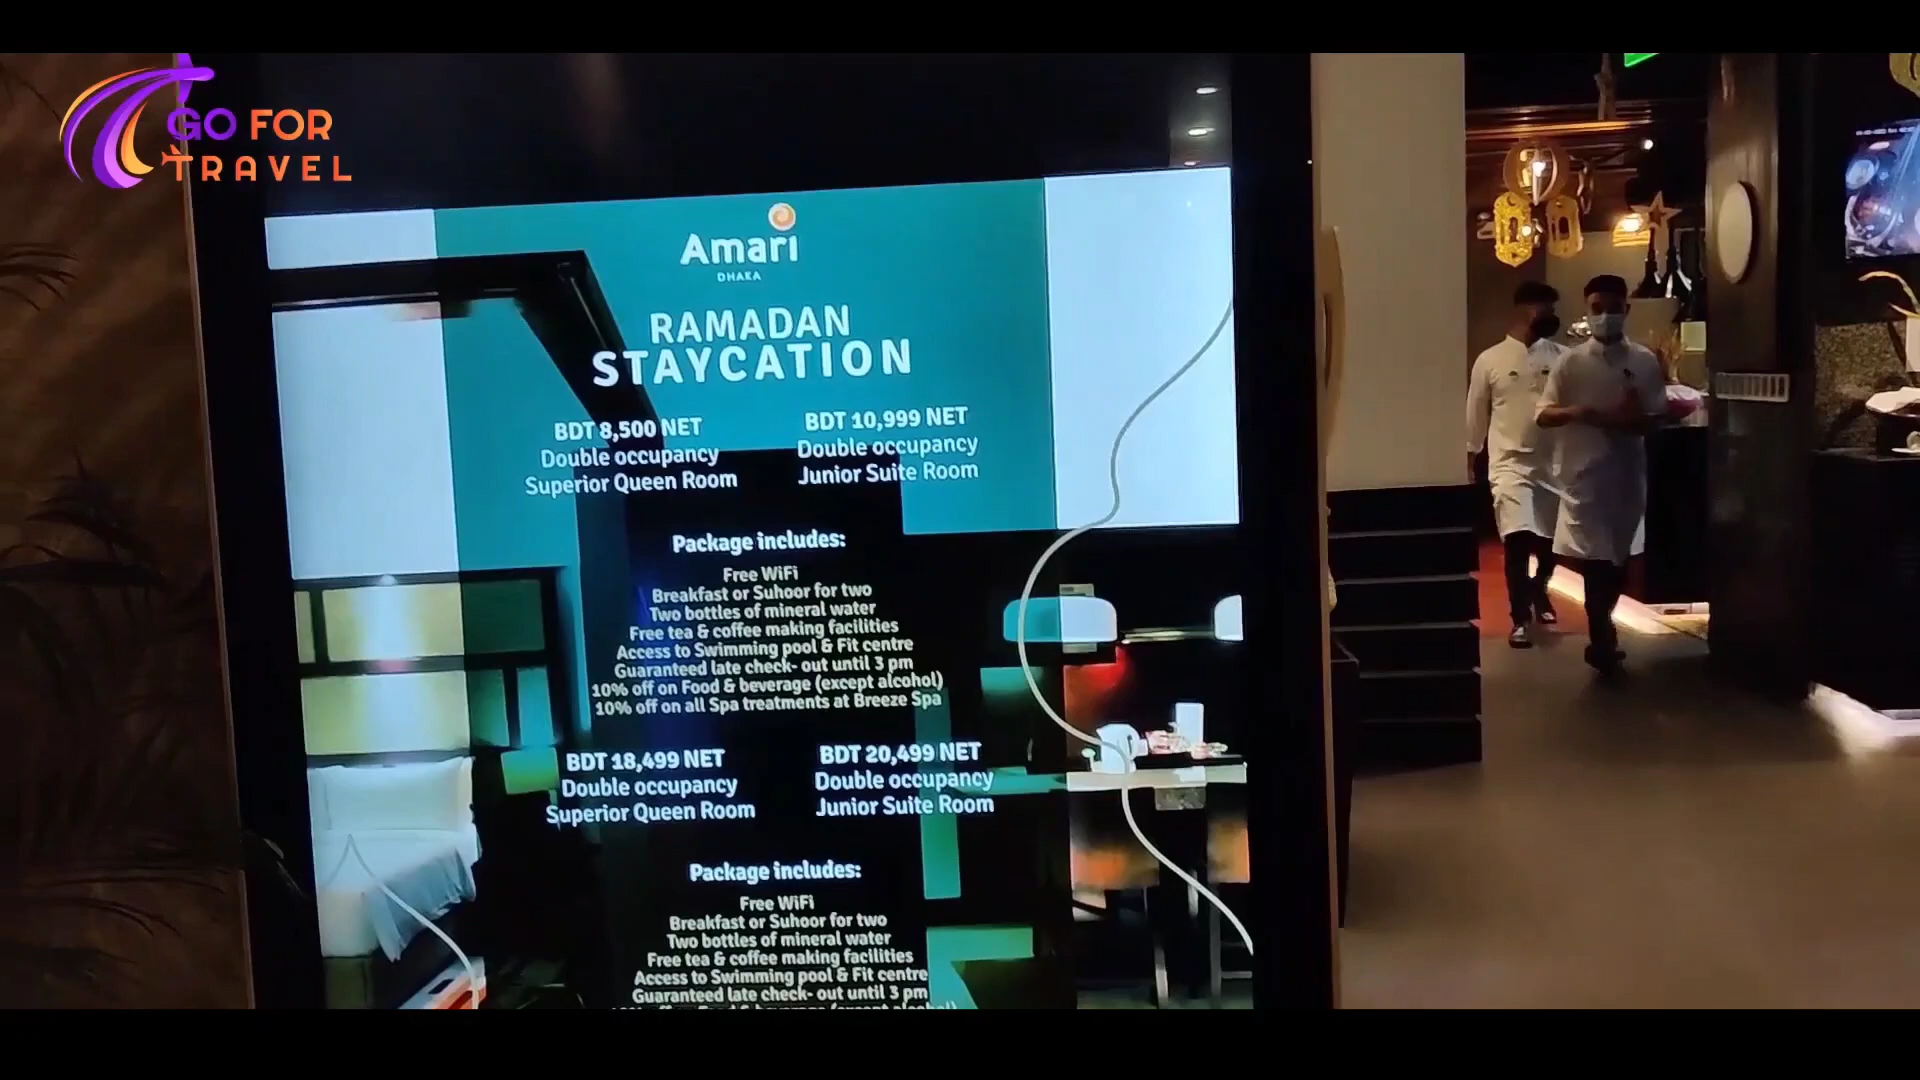 GO FOR
TRAVEL
Amari
DHAKA
RAMADAN
STAYCATION
BDT 8,500 NET
Double occupancy
Superior Queen Room
BDT 10,999 NET
Double occupancy
Junior Suite Room
Package includes:
Free WiFi
Breakfast or Suhoor for two
Two bottles of mineral water
Free tea & coffee making facilities
Access to Swimming pool & Fit centre
Guaranteed late check- out until 3 pm
10% off on Food & beverage (except alcohol)
10% off on all Spa treatments at Breeze Spa
BDT 18,499 NET
Double occupancy
Superior Queen Room
BDT 20,499 NET
Double occupancy
Junior Suite Room
Package includes:
Free WiFi
Breakfast or Suhoor for two
Two bottles of mineral water
Free tea & coffee making facilities
Access to Swimming pool & Fit centre
Guaranteed late check- out until 3 pm